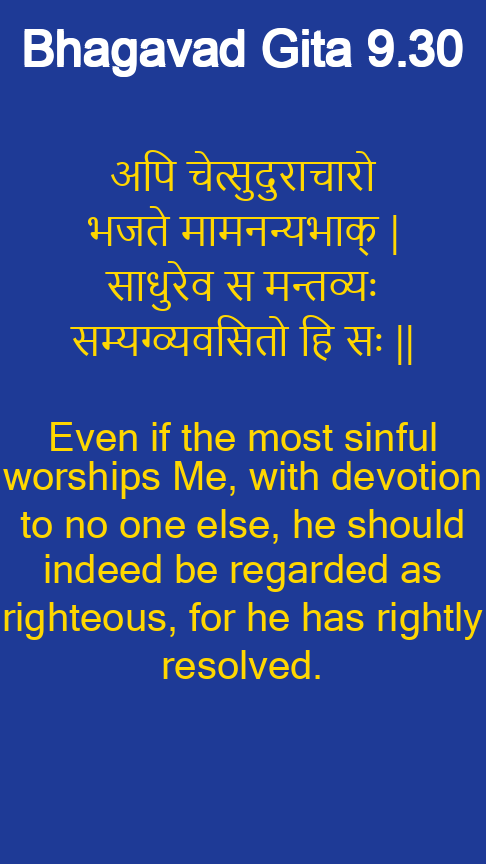 Bhagavad Gita 9.30
अपि चेत्सुदुराचारो
भजते मामनन्यभाक् |
साधुरेव स मन्तव्यः
सम्यग्व्यवसितो हि सः ||
Even if the most sinful
worships Me, with devotion
to no one else, he should
indeed be regarded as
righteous, for he has rightly
resolved.